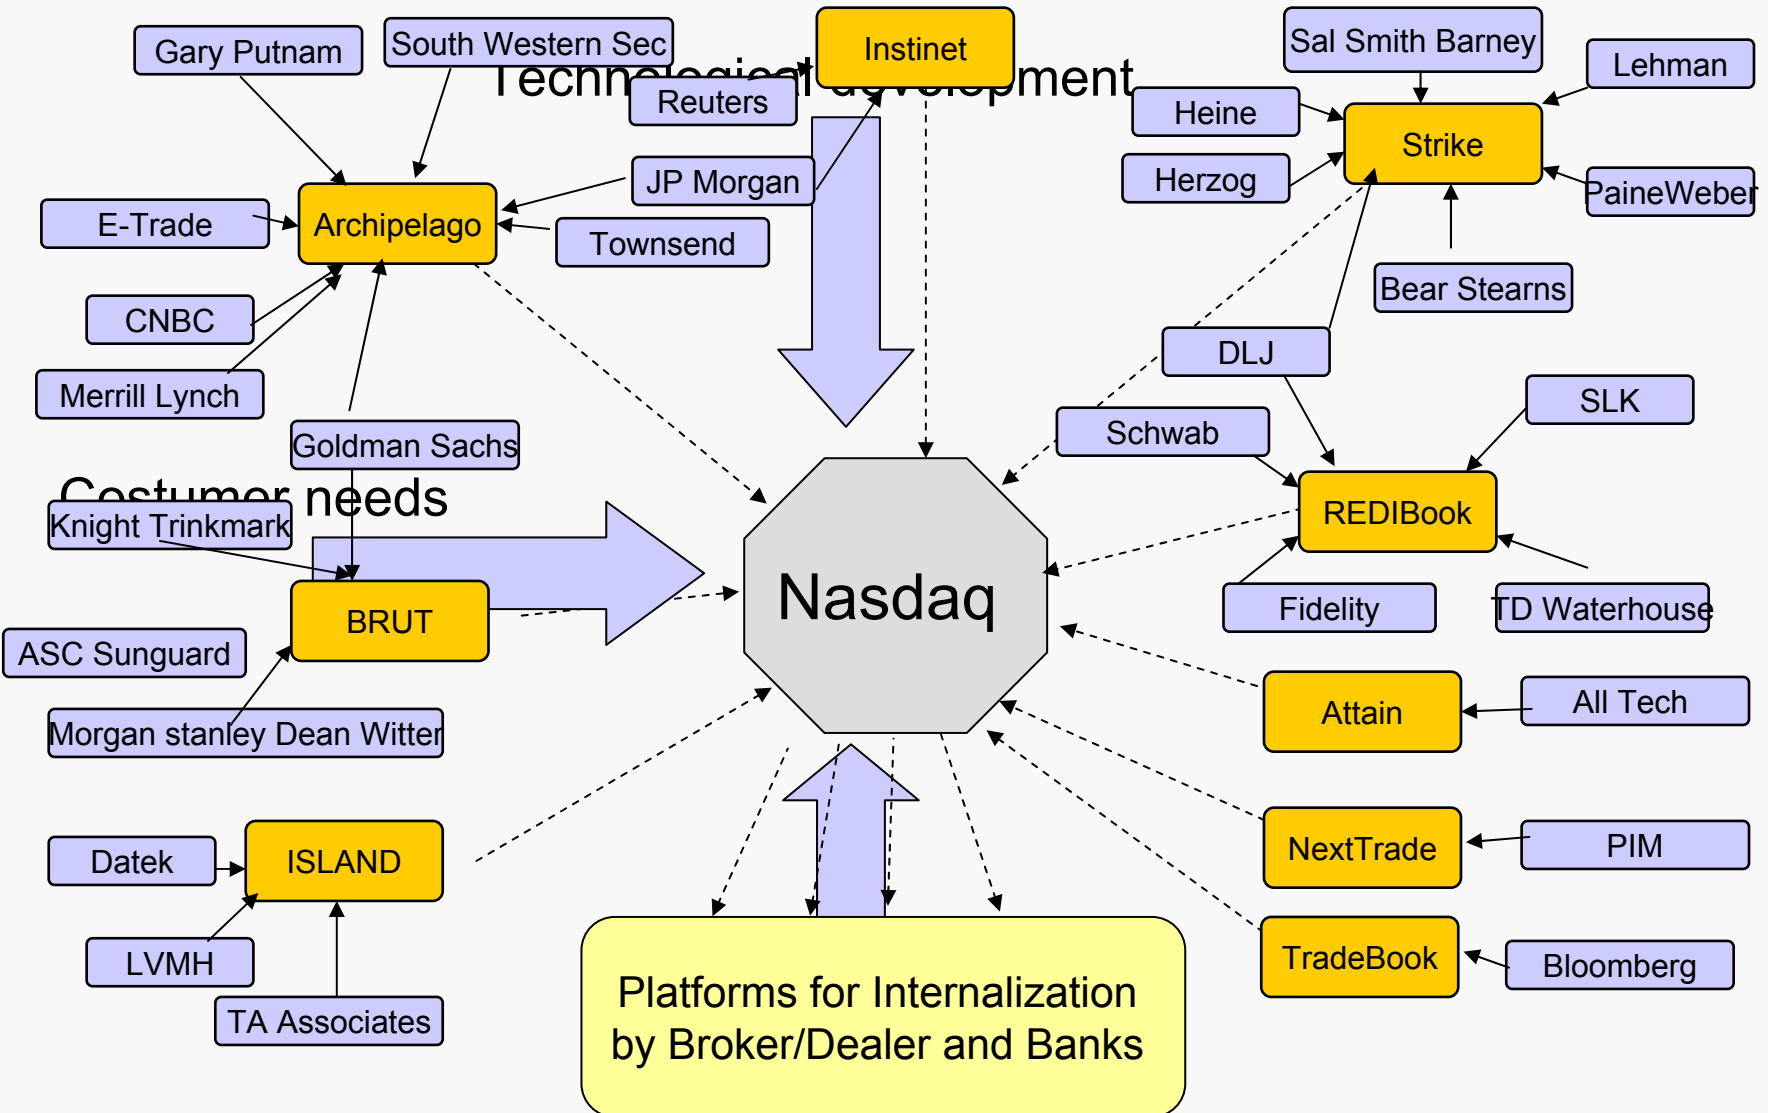 Gary Putnam
South Western Sec
Instinet
Sal Smith Barney
Lehman
Technological development
Reuters
Heine
Strike
JP Morgan
Herzog
PaineWeber
E-Trade
Archipelago
Townsend
Bear Stearns
CNBC
DLJ
Merrill Lynch
SLK
Goldman Sachs
Schwab
Costumer needs
Knight Trinkmark
REDIBook
Nasdaq
BRUT
Fidelity
TD Waterhouse
ASC Sunguard
Attain
All Tech
Morgan stanley Dean Witter
Datek
ISLAND
NextTrade
PIM
LVMH
TradeBook
Bloomberg
TA Associates
Platforms for Internalization
by Broker/Dealer and Banks